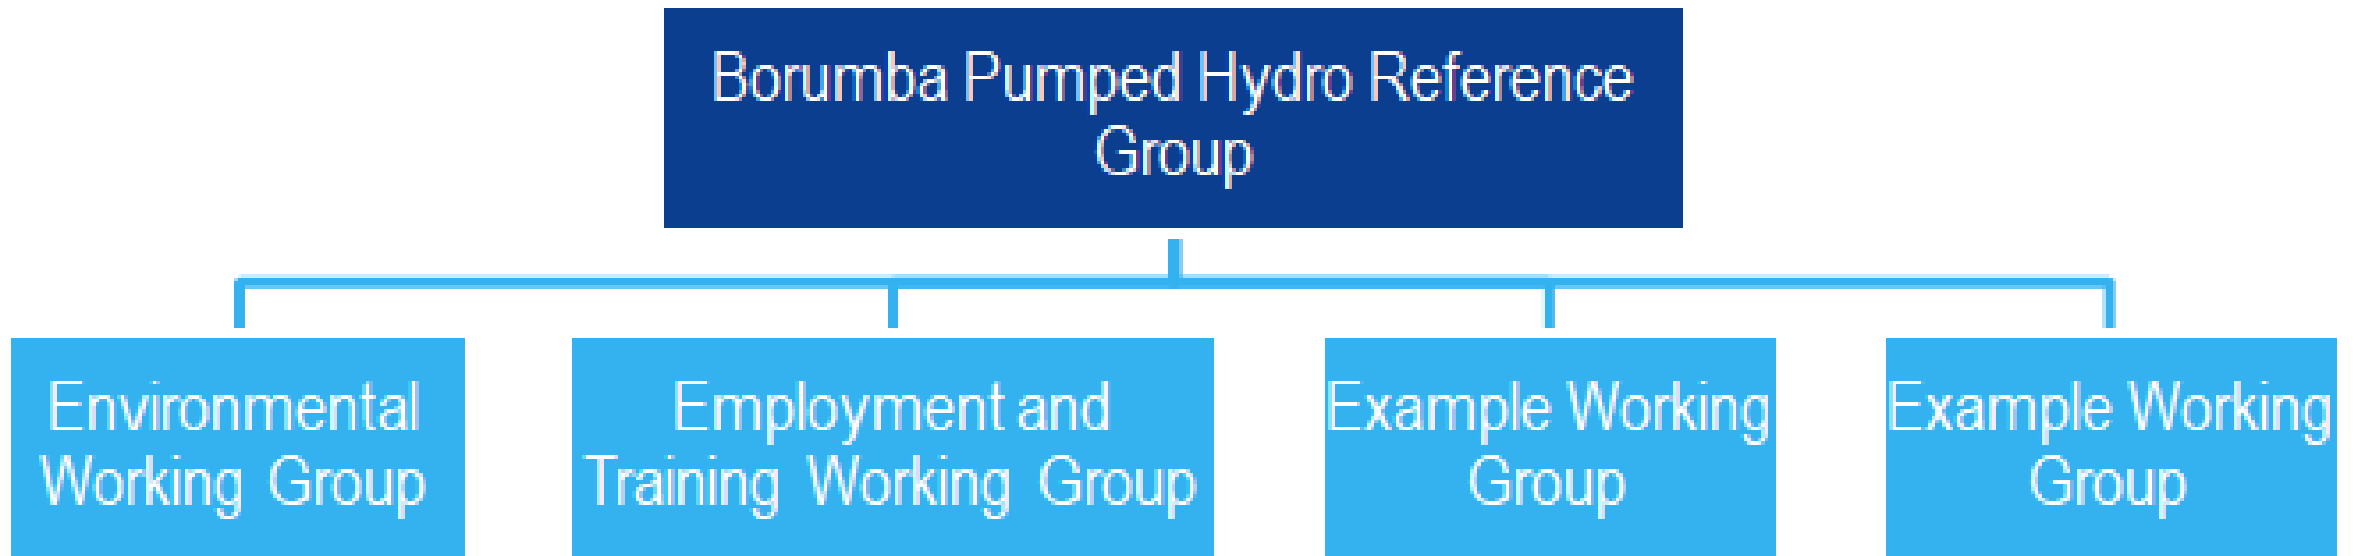 Borumba Pumped Hydro Reference
Group
Environmental
Working Group
Employment and
Training Working Group
Example Working
Group
Example Working
Group